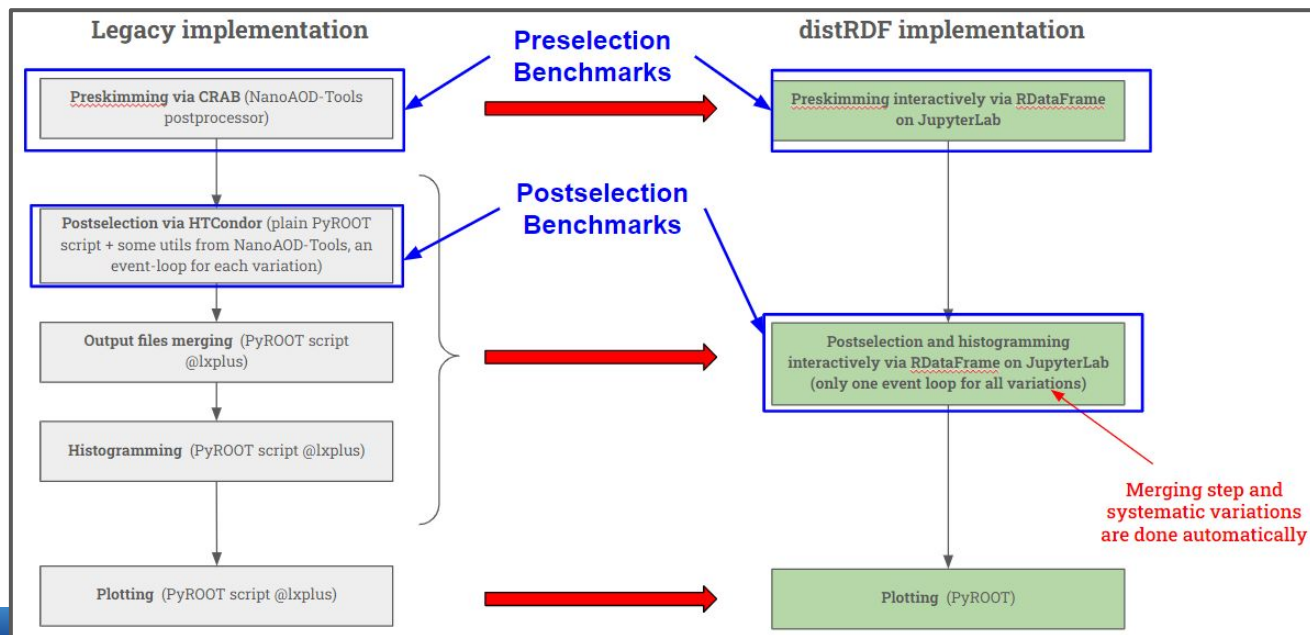 Legacy implementation
Preselection
Benchmarks
distRDF implementation
Preskimming via CRAB (NanoAOD-Tools
postprocessor)
Preskimming interactively via RDataFrame
on JupyterLab
Postselection
Benchmarks
Postselection via HTCondor (plain PyROOT
script + some utils from NanoAOD-Tools, an
event-loop for each variation)
Output files merging (PyROOT script
@lxplus)
Postselection and histogramming
interactively via RDataFrame on JupyterLab
(only one event loop for all variations)
Histogramming (PyROOT script @lxplus)
Merging step and
systematic variations
are done automatically
Plotting (PyROOT script @lxplus)
Plotting (PyROOT)